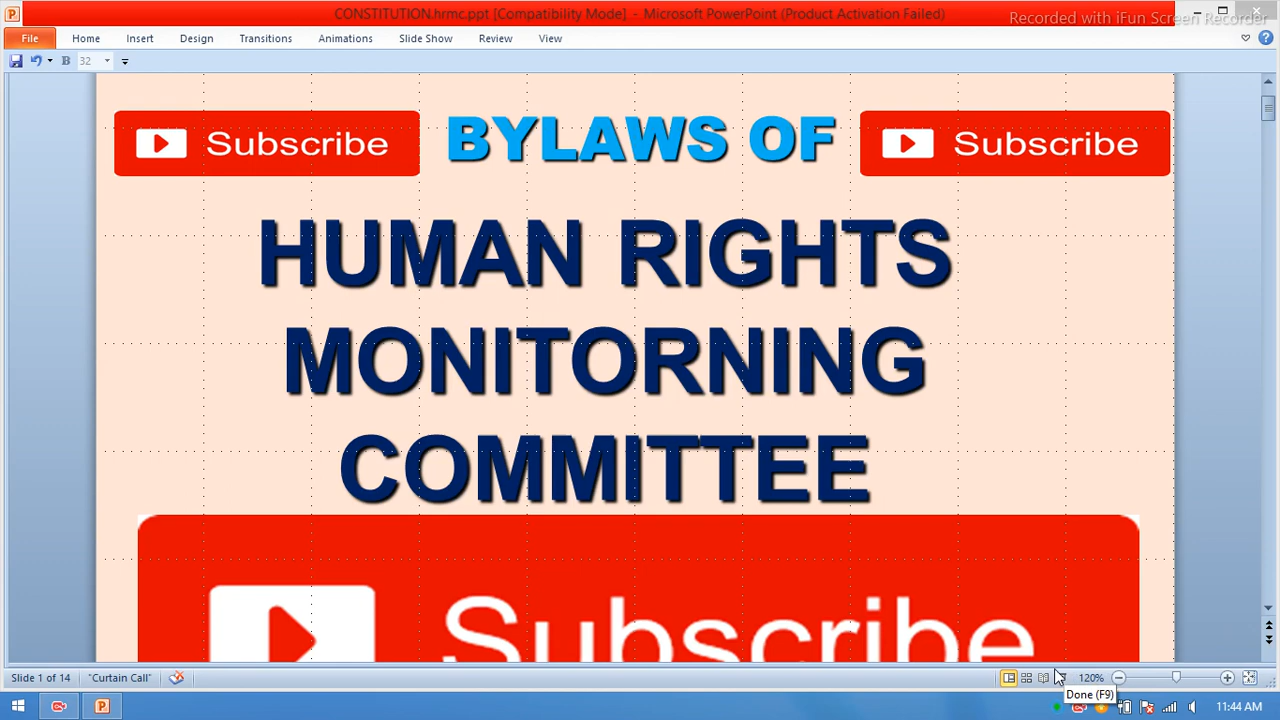 CONSTITUTION.hrmc.ppt [Compatibility Mode] - Microsoft PowerPoint (Product Activation Failed)
Recorded with iFun Screen Recorder
File Home Insert Design Transitions Animations Slide Show Review View
B 32
Subscribe BYLAWS OF Subscribe
HUMAN RIGHTS
MONITORNING
COMMITTEE
Subscribe
Slide 1 of 14 "Curtain Call" 120%
Done (F9)
11:44 AM